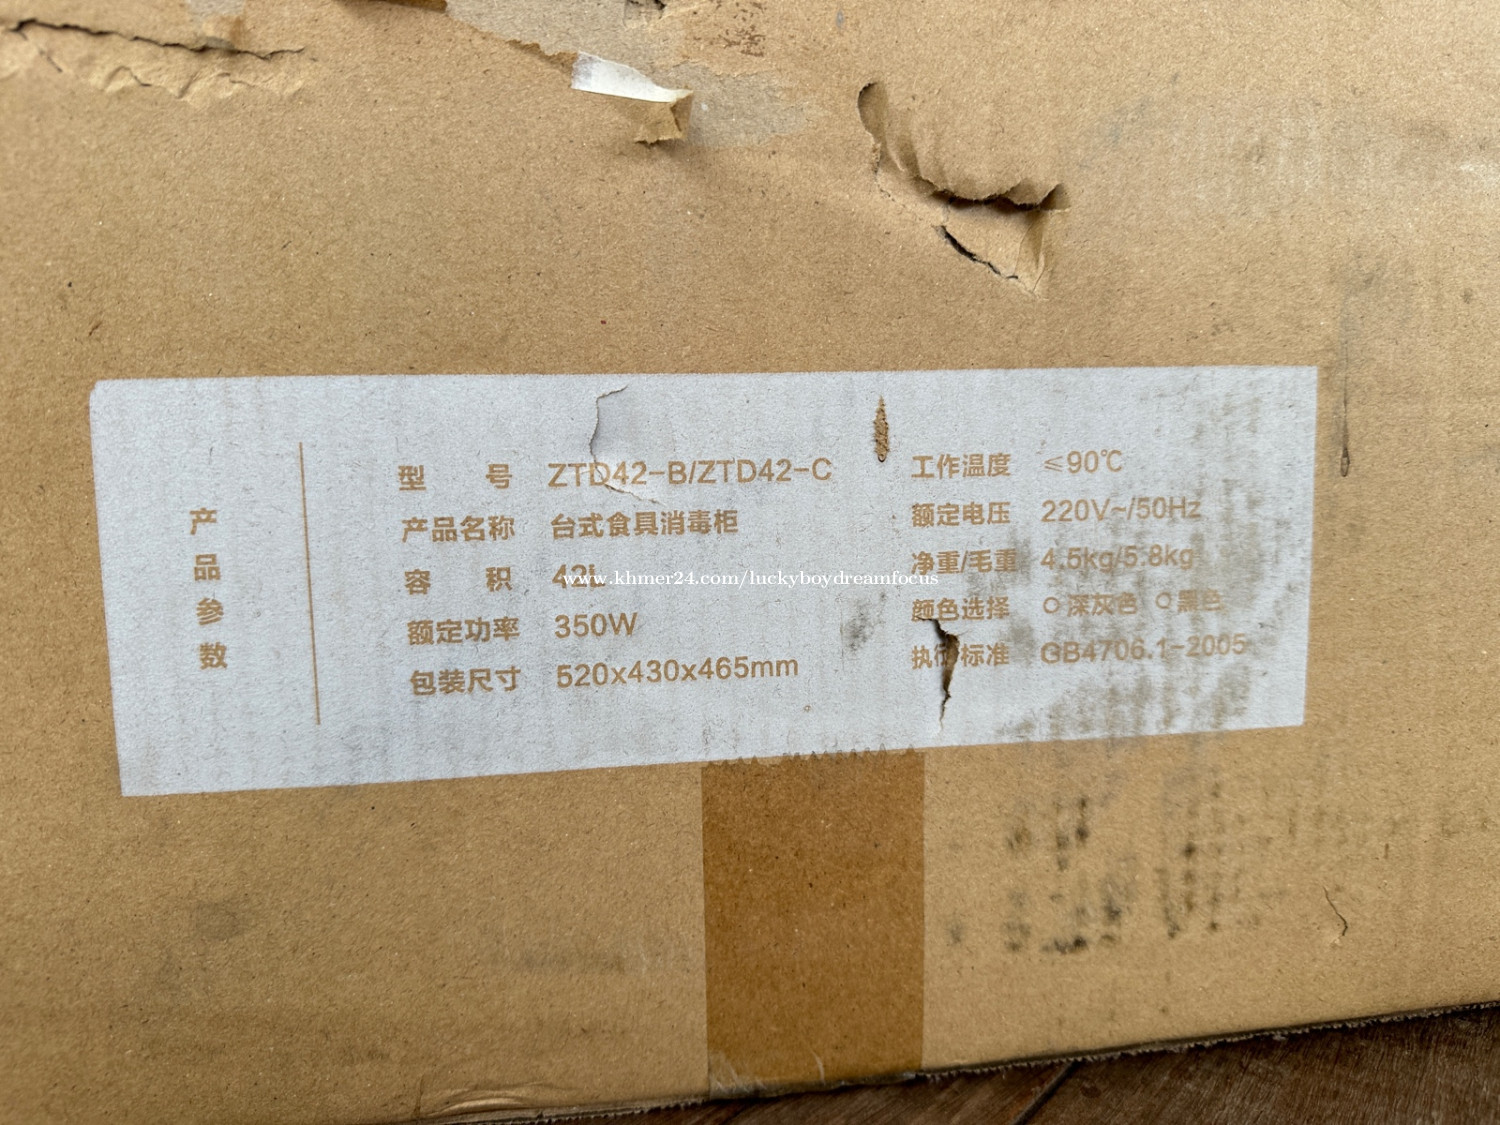 产品参数
型号 ZTD42-B/ZTD42-C
产品名称 台式食具消毒柜
容积 42L
额定功率 350W
包装尺寸 520x430x465mm
工作温度 ≤90℃
额定电压 220V~/50Hz
净重/毛重 4.5kg/5.8kg
颜色选择 ○深灰色 ○黑色
执行标准 GB4706.1-2005
www.khmer24.com/luckyboydreamfocus